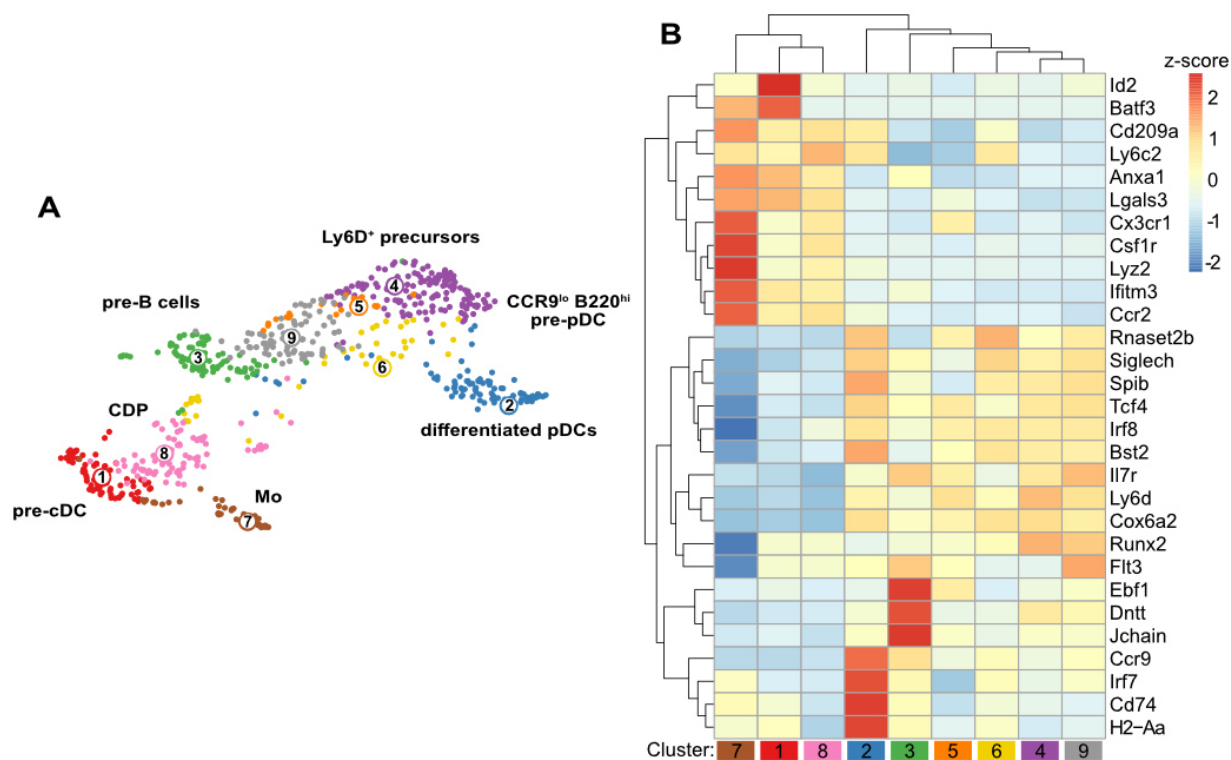 A
Ly6D+ precursors
pre-B cells
CCR9lo B220hi
pre-pDC
4
5
9
3
6
CDP
2
differentiated pDCs
8
1
Mo
pre-cDC
7
B
z-score
2
1
0
-1
-2
Id2
Batf3
Cd209a
Ly6c2
Anxa1
Lgals3
Cx3cr1
Csf1r
Lyz2
Ifitm3
Ccr2
Rnaset2b
Siglech
Spib
Tcf4
Irf8
Bst2
Il7r
Ly6d
Cox6a2
Runx2
Flt3
Ebf1
Dntt
Jchain
Ccr9
Irf7
Cd74
H2−Aa
Cluster: 7 1 8 2 3 5 6 4 9